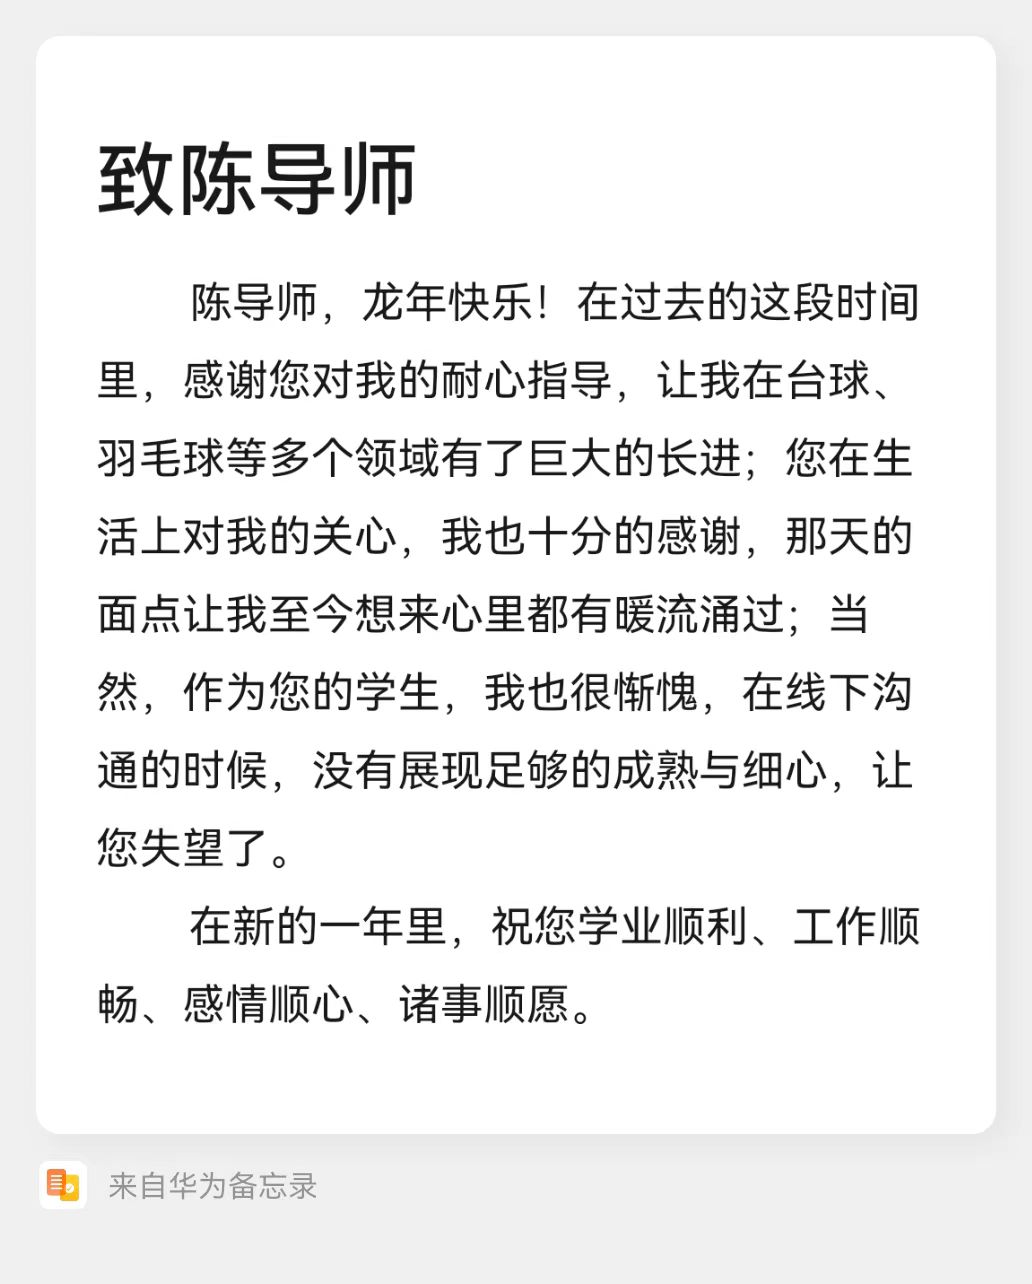 致陈导师
陈导师，龙年快乐！在过去的这段时间
里，感谢您对我的耐心指导，让我在台球、
羽毛球等多个领域有了巨大的长进；您在生
活上对我的关心，我也十分的感谢，那天的
面点让我至今想来心里都有暖流涌过；当
然，作为您的学生，我也很惭愧，在线下沟
通的时候，没有展现足够的成熟与细心，让
您失望了。
在新的一年里，祝您学业顺利、工作顺
畅、感情顺心、诸事顺愿。
来自华为备忘录